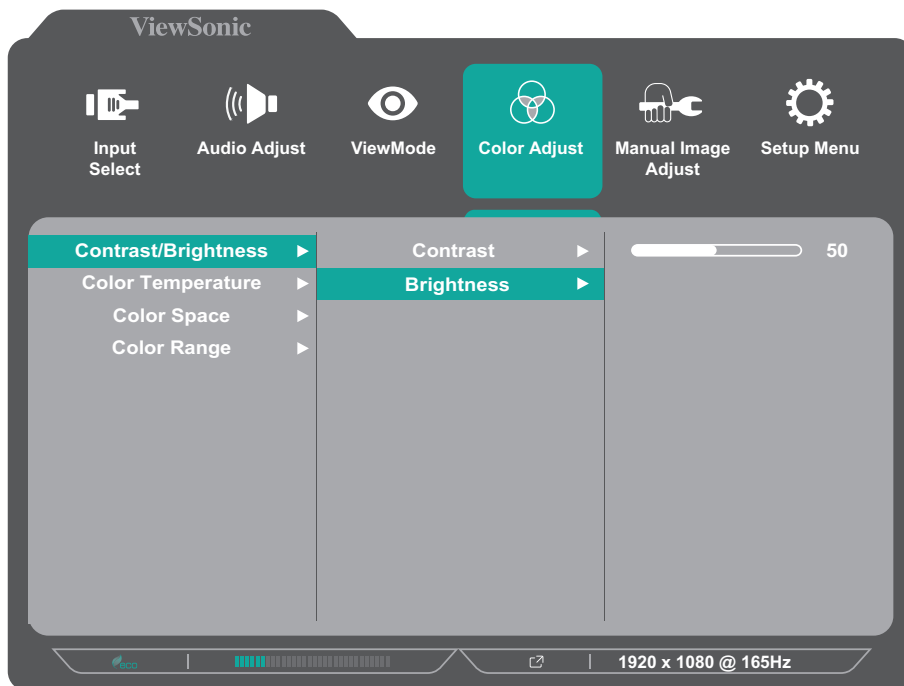 ViewSonic
Input
Select
Audio Adjust
ViewMode
Color Adjust
Manual Image
Adjust
Setup Menu
Contrast/Brightness
Color Temperature
Color Space
Color Range
Contrast
Brightness
50
eco
1920 x 1080 @ 165Hz